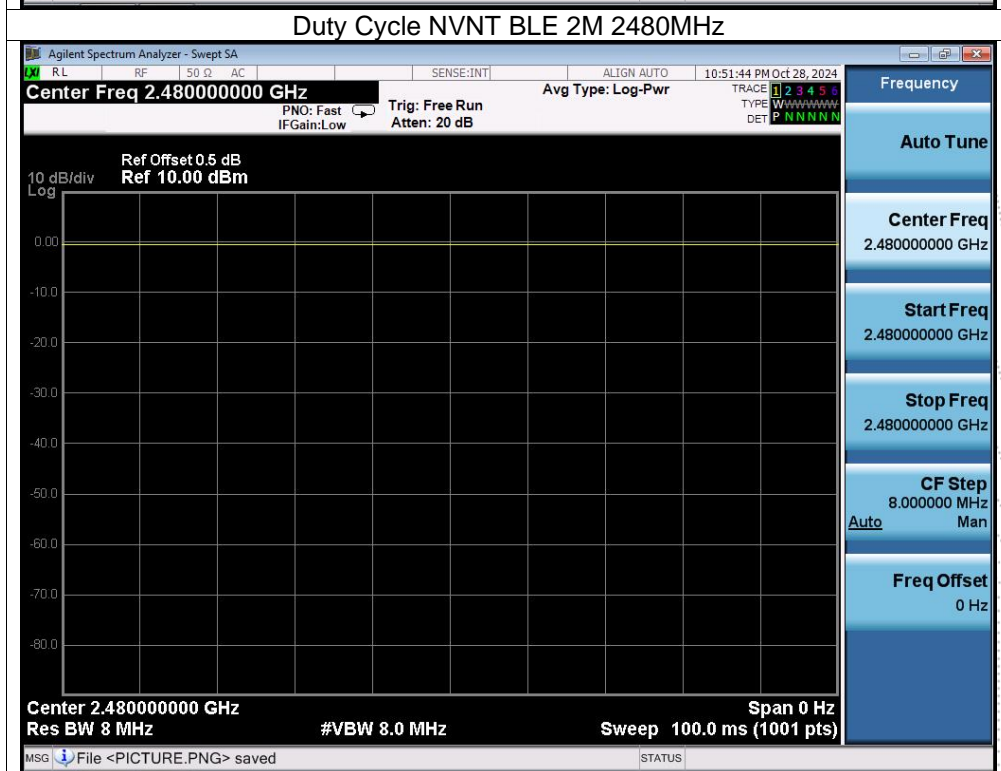 Duty Cycle NVNT BLE 2M 2480MHz
Agilent Spectrum Analyzer - Swept SA
LXI RL RF 50 Ω AC SENSE:INT ALIGN AUTO 10:51:44 PM Oct 28, 2024
Center Freq 2.480000000 GHz
PNO: Fast
IFGain:Low
Trig: Free Run
Atten: 20 dB
Avg Type: Log-Pwr
TRACE 1 2 3 4 5 6
TYPE WWWWWWW
DET P N N N N N
Ref Offset 0.5 dB
10 dB/div Ref 10.00 dBm
Log
0.00
-10.0
-20.0
-30.0
-40.0
-50.0
-60.0
-70.0
-80.0
Center 2.480000000 GHz Span 0 Hz
Res BW 8 MHz #VBW 8.0 MHz Sweep 100.0 ms (1001 pts)
MSG File <PICTURE.PNG> saved STATUS
Frequency
Auto Tune
Center Freq
2.480000000 GHz
Start Freq
2.480000000 GHz
Stop Freq
2.480000000 GHz
CF Step
8.000000 MHz
Auto Man
Freq Offset
0 Hz